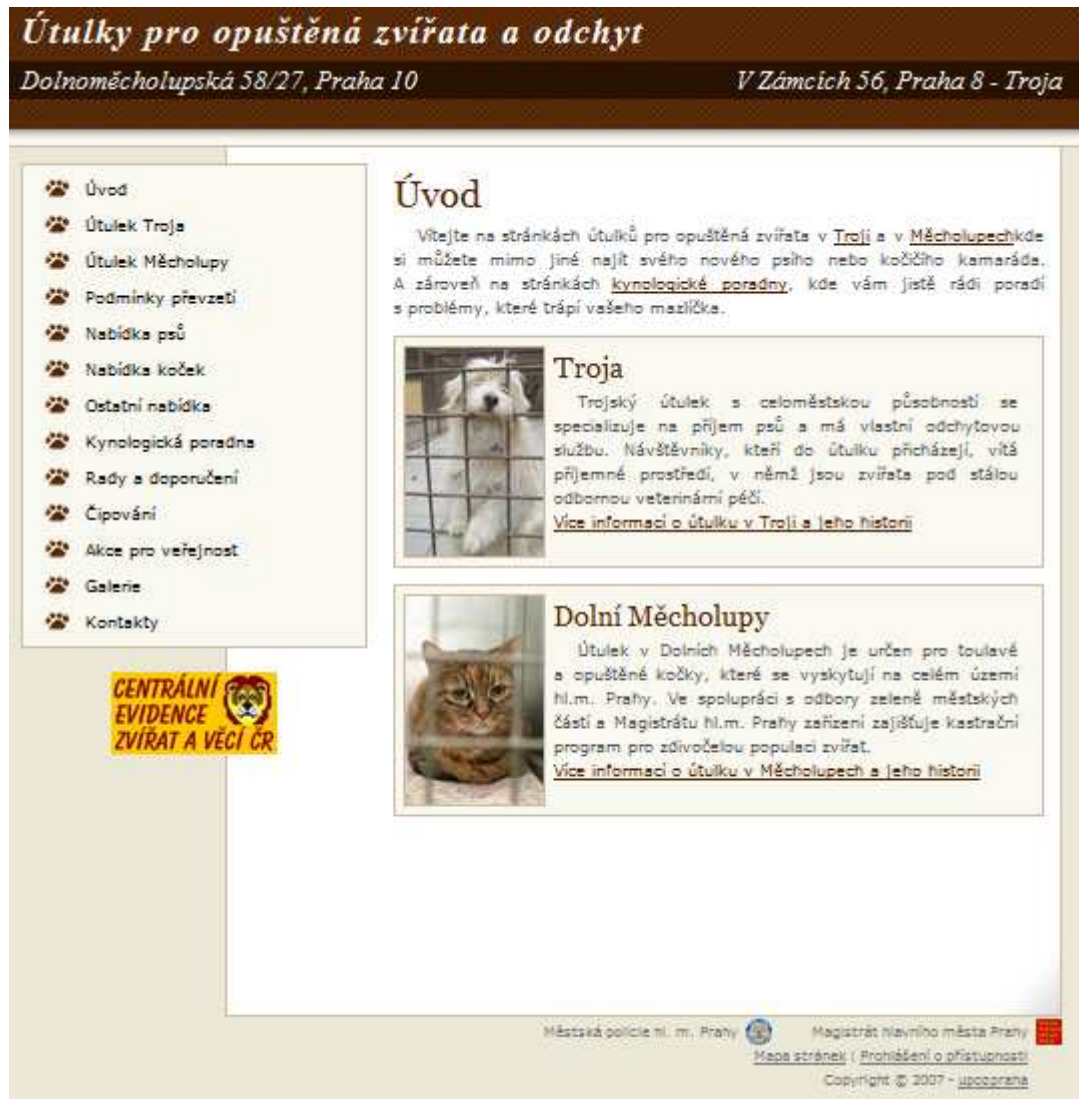 Útulky pro opuštěná zvířata a odchyt
Dolnoměcholupská 58/27, Praha 10
V Zámcích 56, Praha 8 - Troja
Úvod
Útulek Troja
Útulek Měcholupy
Podmínky převzetí
Nabídka psů
Nabídka koček
Ostatní nabídka
Kynologická poradna
Rady a doporučení
Čipování
Akce pro veřejnost
Galerie
Kontakty
CENTRÁLNÍ
EVIDENCE
ZVÍŘAT A VĚCÍ ČR
Úvod
Vítejte na stránkách útulků pro opuštěná zvířata v Troji a v Měcholupechkde
si můžete mimo jiné najít svého nového psího nebo kočičího kamaráda.
A zároveň na stránkách kynologické poradny, kde vám jistě rádi poradí
s problémy, které trápí vašeho mazlíčka.
Troja
Trojský útulek s celoměstskou působností se
specializuje na příjem psů a má vlastní odchytovou
službu. Návštěvníky, kteří do útulku přicházejí, vítá
příjemné prostředí, v němž jsou zvířata pod stálou
odbornou veterinární péčí.
Více informací o útulku v Troji a jeho historii
Dolní Měcholupy
Útulek v Dolních Měcholupech je určen pro toulavé
a opuštěné kočky, které se vyskytují na celém území
hl.m. Prahy. Ve spolupráci s odbory zeleně městských
částí a Magistrátu hl.m. Prahy zařízení zajišťuje kastrační
program pro zdivočelou populaci zvířat.
Více informací o útulku v Měcholupech a jeho historii
Městská policie hl. m. Prahy
Magistrát hlavního města Prahy
Mapa stránek | Prohlášení o přístupnosti
Copyright © 2007 - upozpraha